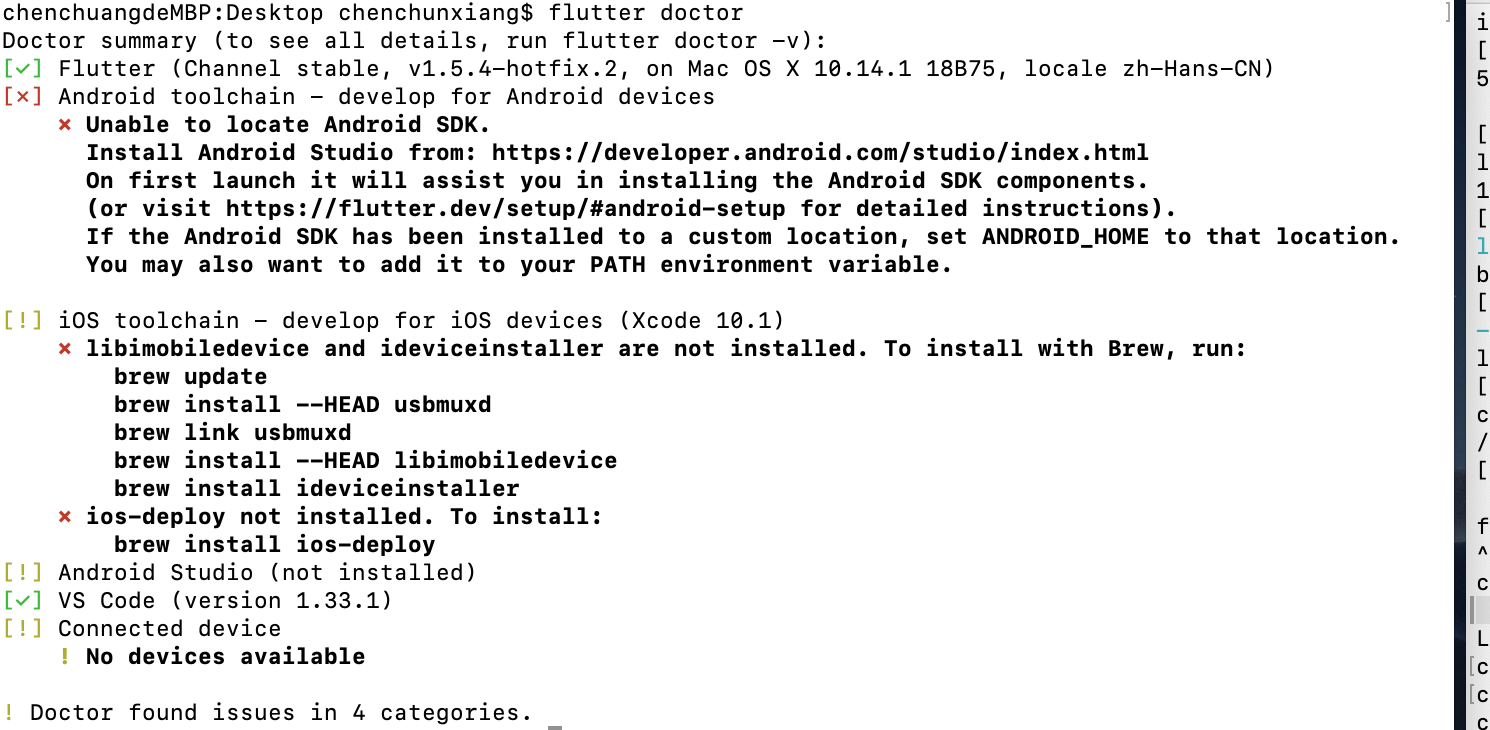 chenchuangdeMBP:Desktop chenchunxiang$ flutter doctor
Doctor summary (to see all details, run flutter doctor -v):
[✓] Flutter (Channel stable, v1.5.4-hotfix.2, on Mac OS X 10.14.1 18B75, locale zh-Hans-CN)
[✗] Android toolchain - develop for Android devices
✗ Unable to locate Android SDK.
Install Android Studio from: https://developer.android.com/studio/index.html
On first launch it will assist you in installing the Android SDK components.
(or visit https://flutter.dev/setup/#android-setup for detailed instructions).
If the Android SDK has been installed to a custom location, set ANDROID_HOME to that location.
You may also want to add it to your PATH environment variable.
[!] iOS toolchain - develop for iOS devices (Xcode 10.1)
✗ libimobiledevice and ideviceinstaller are not installed. To install with Brew, run:
brew update
brew install --HEAD usbmuxd
brew link usbmuxd
brew install --HEAD libimobiledevice
brew install ideviceinstaller
✗ ios-deploy not installed. To install:
brew install ios-deploy
[!] Android Studio (not installed)
[✓] VS Code (version 1.33.1)
[!] Connected device
! No devices available
! Doctor found issues in 4 categories.